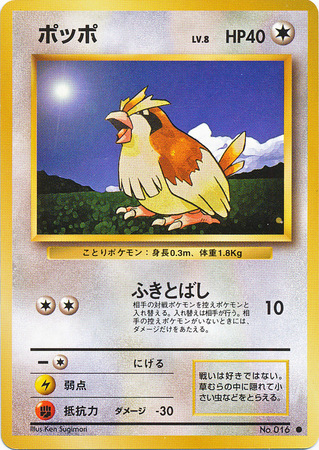 ポッポ LV.8 HP40
ことりポケモン：身長0.3m、体重1.8Kg
ふきとばし 10
相手の対戦ポケモンを控えポケモンと
入れ替える。入れ替えは相手が行う。相
手の控えポケモンがいないときには、
ダメージだけをあたえる。
にげる
弱点
抵抗力 ダメージ -30
戦いは好きではない。
草むらの中に隠れて小
さい虫などをとらえる。
Illus. Ken Sugimori
No.016